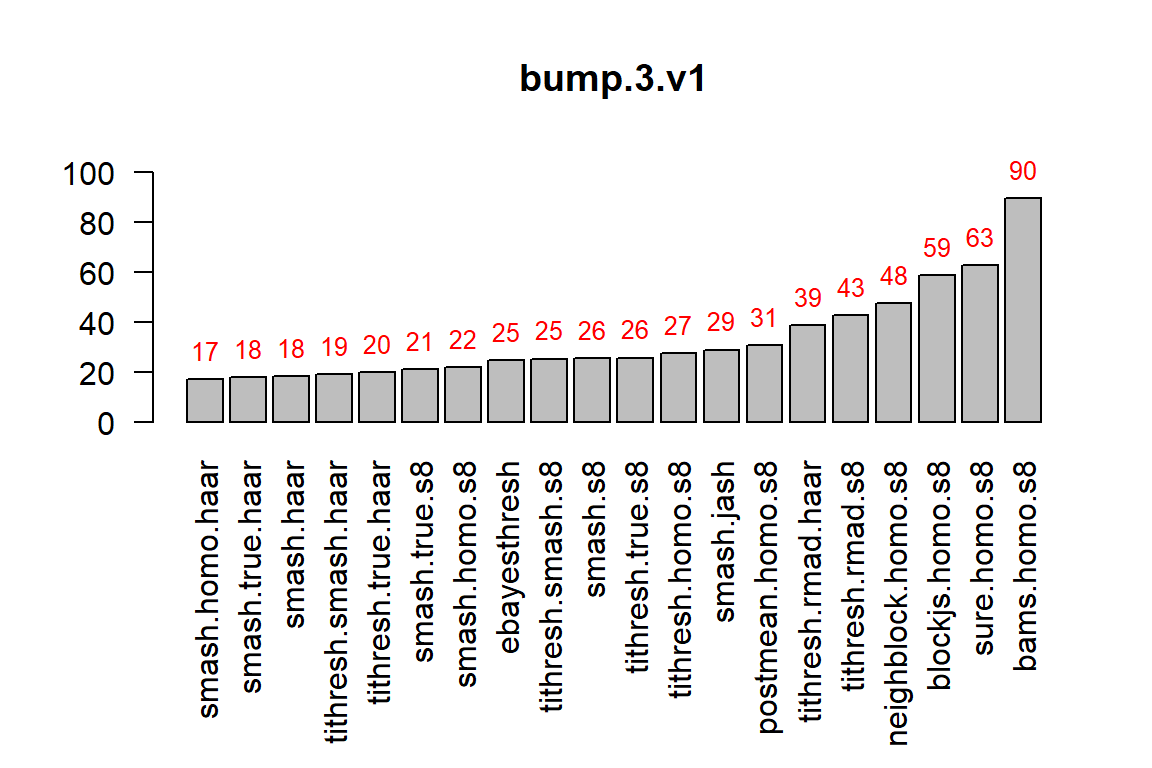 bump.3.v1
100
80
60
40
20
0
17
18
18
19
20
21
22
25
25
26
26
27
29
31
39
43
48
59
63
90
smash.homo.haar
smash.true.haar
smash.haar
tithresh.smash.haar
tithresh.true.haar
smash.true.s8
smash.homo.s8
ebayesthresh
tithresh.smash.s8
smash.s8
tithresh.true.s8
tithresh.homo.s8
smash.jash
postmean.homo.s8
tithresh.rmad.haar
tithresh.rmad.s8
neighblock.homo.s8
blockjs.homo.s8
sure.homo.s8
bams.homo.s8